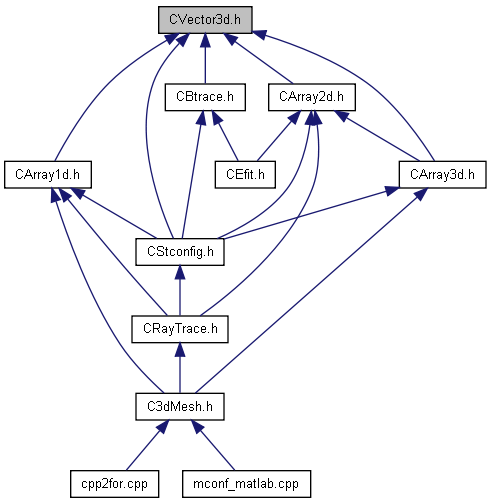 CVector3d.h
CBtrace.h
CArray2d.h
CArray1d.h
CEfit.h
CArray3d.h
CStconfig.h
CRayTrace.h
C3dMesh.h
cpp2for.cpp
mconf_matlab.cpp